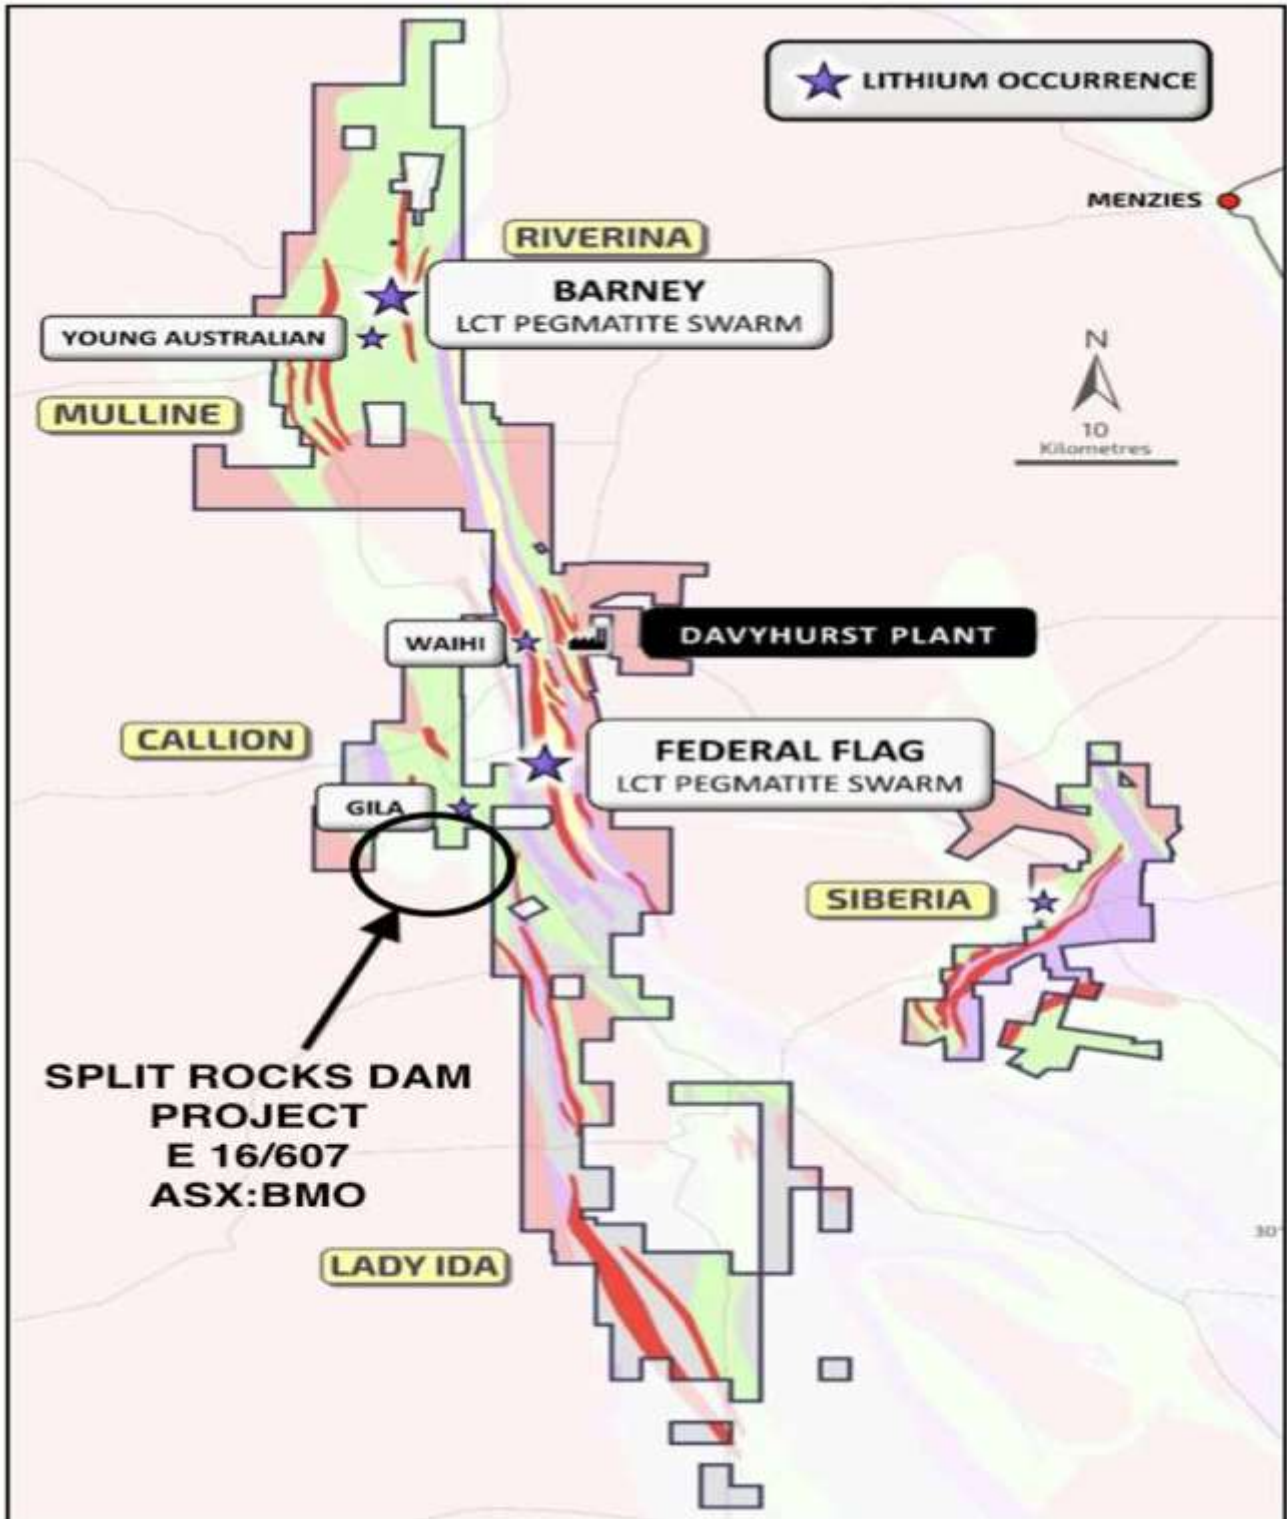 LITHIUM OCCURRENCE
MENZIES
RIVERINA
BARNEY
LCT PEGMATITE SWARM
YOUNG AUSTRALIAN
N
MULLINE
10
Kilometres
WAIHI
DAVYHURST PLANT
CALLION
FEDERAL FLAG
LCT PEGMATITE SWARM
GILA
SIBERIA
SPLIT ROCKS DAM
PROJECT
E 16/607
ASX:BMO
30°
LADY IDA